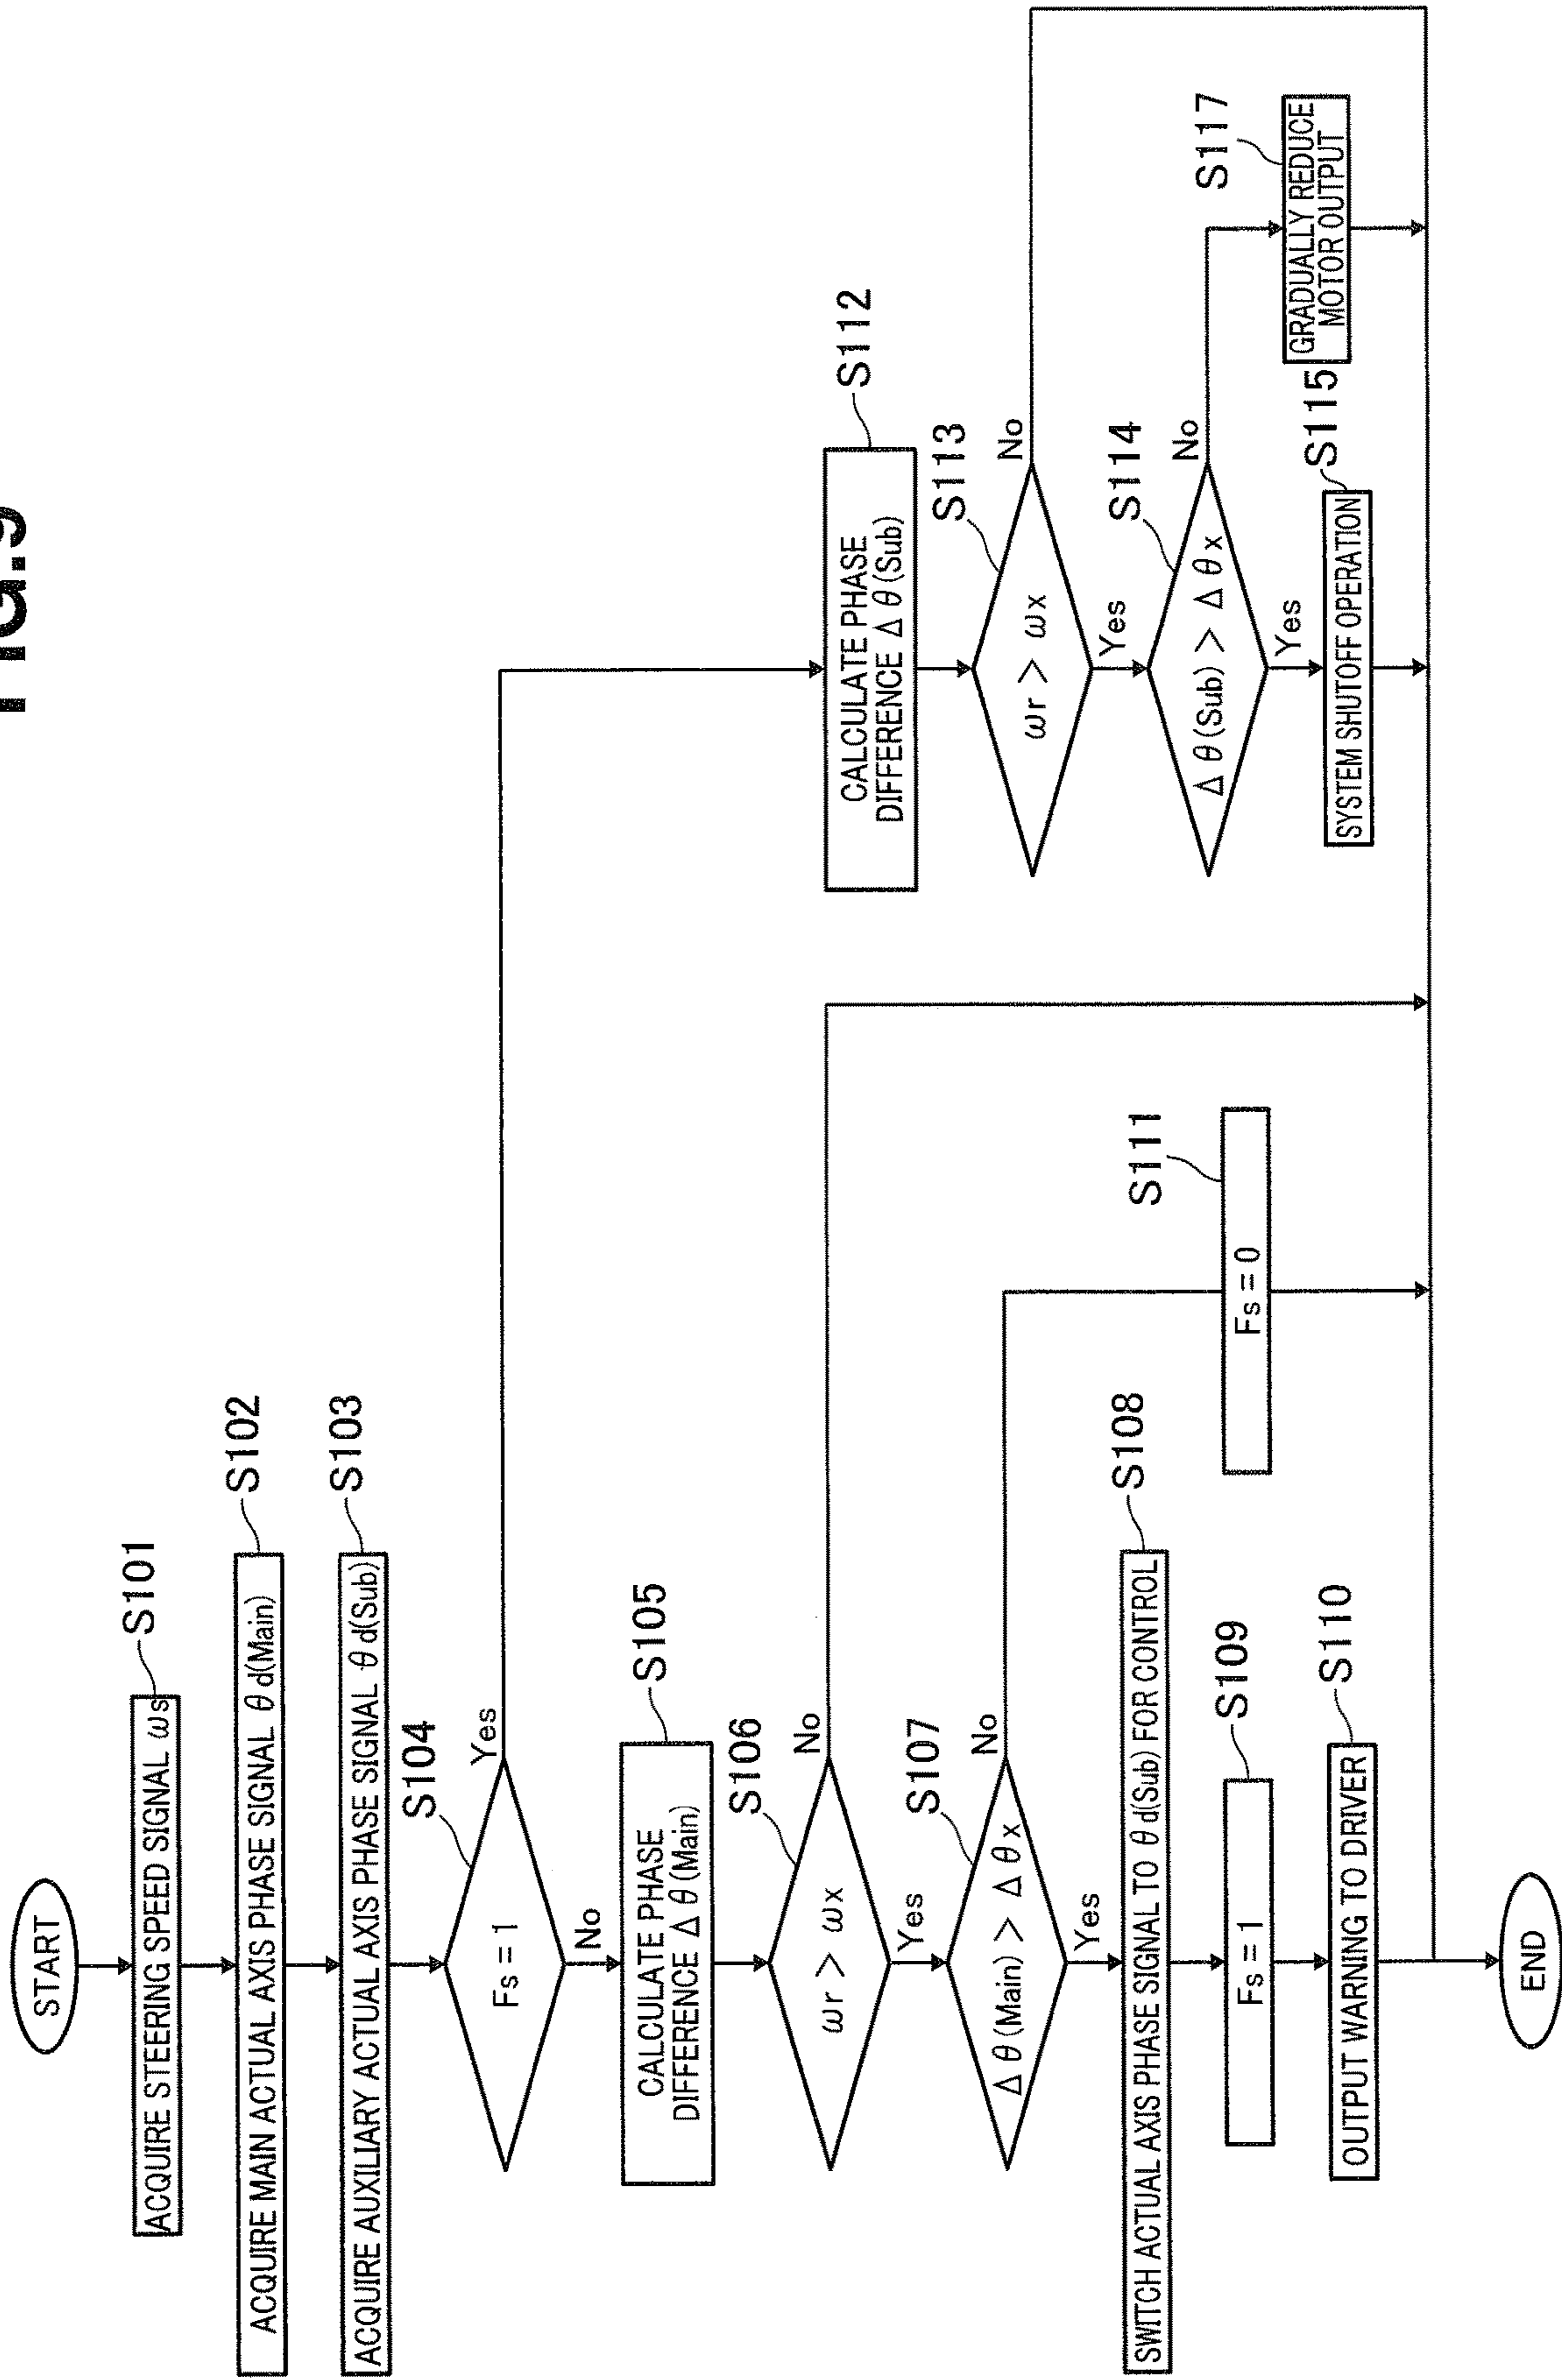 FIG.9
START
ACQUIRE STEERING SPEED SIGNAL ωs
S101
ACQUIRE MAIN ACTUAL AXIS PHASE SIGNAL θd(Main)
S102
ACQUIRE AUXILIARY ACTUAL AXIS PHASE SIGNAL θd(Sub)
S103
Fs = 1
S104
Yes
No
CALCULATE PHASE
DIFFERENCE Δθ(Main)
S105
ωr > ωx
S106
No
Yes
Δθ(Main) > Δθx
S107
No
Yes
SWITCH ACTUAL AXIS PHASE SIGNAL TO θd(Sub) FOR CONTROL
S108
Fs = 1
S109
OUTPUT WARNING TO DRIVER
S110
Fs = 0
S111
CALCULATE PHASE
DIFFERENCE Δθ(Sub)
S112
ωr > ωx
S113
No
Yes
Δθ(Sub) > Δθx
S114
No
Yes
SYSTEM SHUTOFF OPERATION
S115
GRADUALLY REDUCE
MOTOR OUTPUT
S117
END